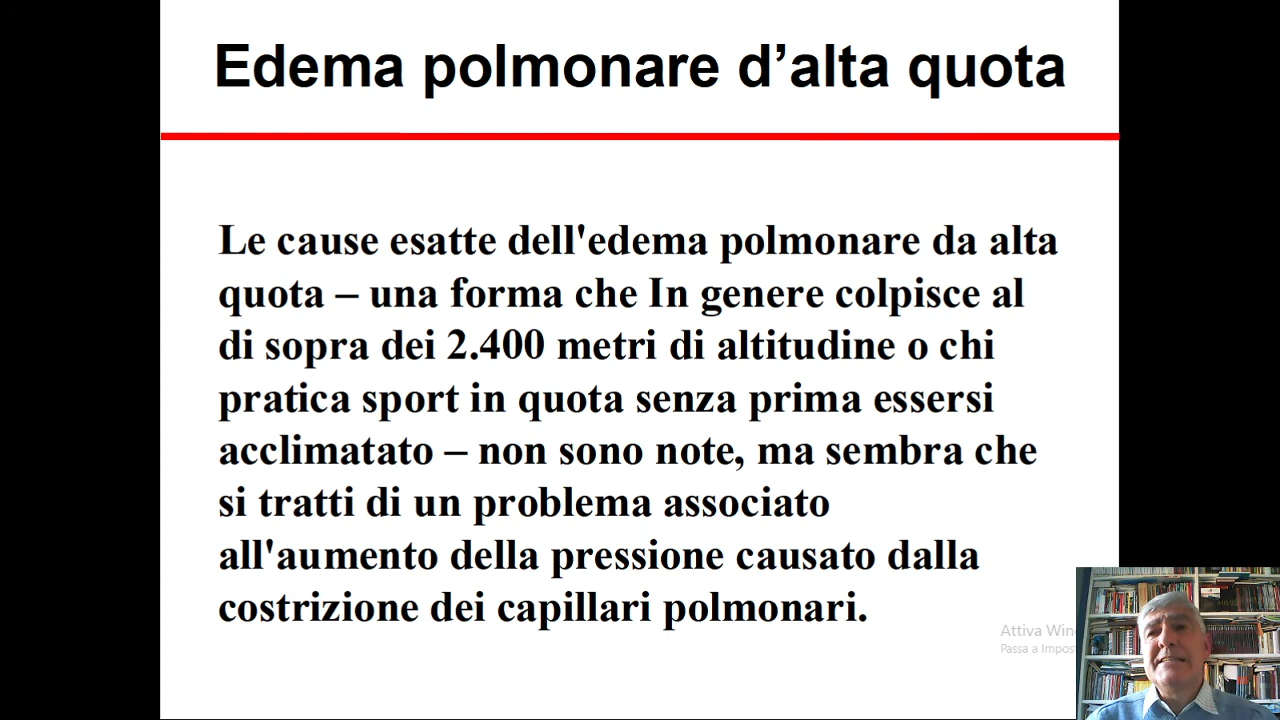 Edema polmonare d’alta quota
Le cause esatte dell'edema polmonare da alta
quota – una forma che In genere colpisce al
di sopra dei 2.400 metri di altitudine o chi
pratica sport in quota senza prima essersi
acclimatato – non sono note, ma sembra che
si tratti di un problema associato
all'aumento della pressione causato dalla
costrizione dei capillari polmonari.
Attiva
Passa a